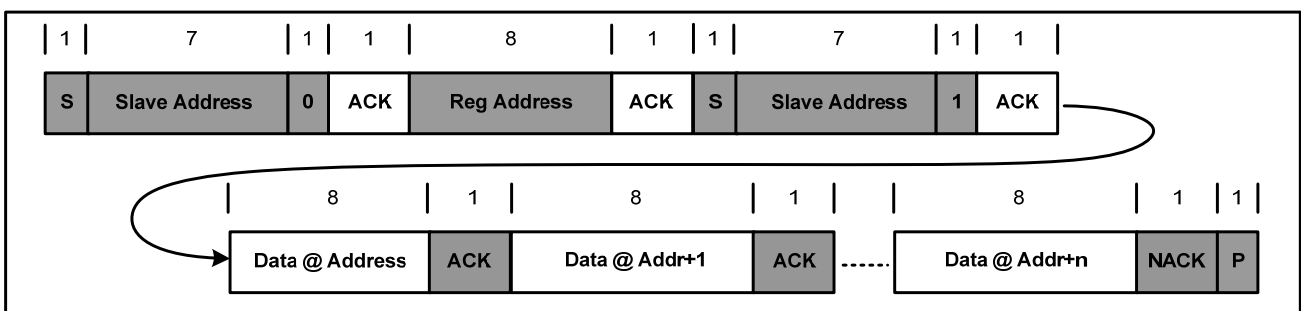 1 7 1 1 8 1 1 7 1 1
S Slave Address 0 ACK Reg Address ACK S Slave Address 1 ACK
8 1 8 1 8 1 1
Data @ Address ACK Data @ Addr+1 ACK Data @ Addr+n NACK P